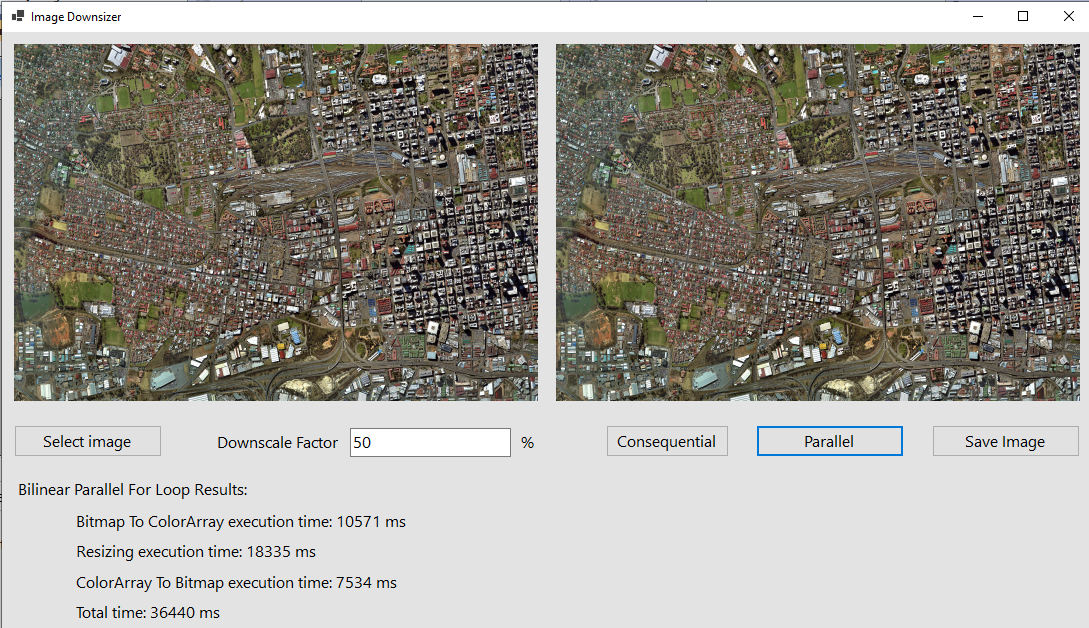 Image Downsizer
Select image
Downscale Factor 50 %
Consequential
Parallel
Save Image
Bilinear Parallel For Loop Results:
Bitmap To ColorArray execution time: 10571 ms
Resizing execution time: 18335 ms
ColorArray To Bitmap execution time: 7534 ms
Total time: 36440 ms